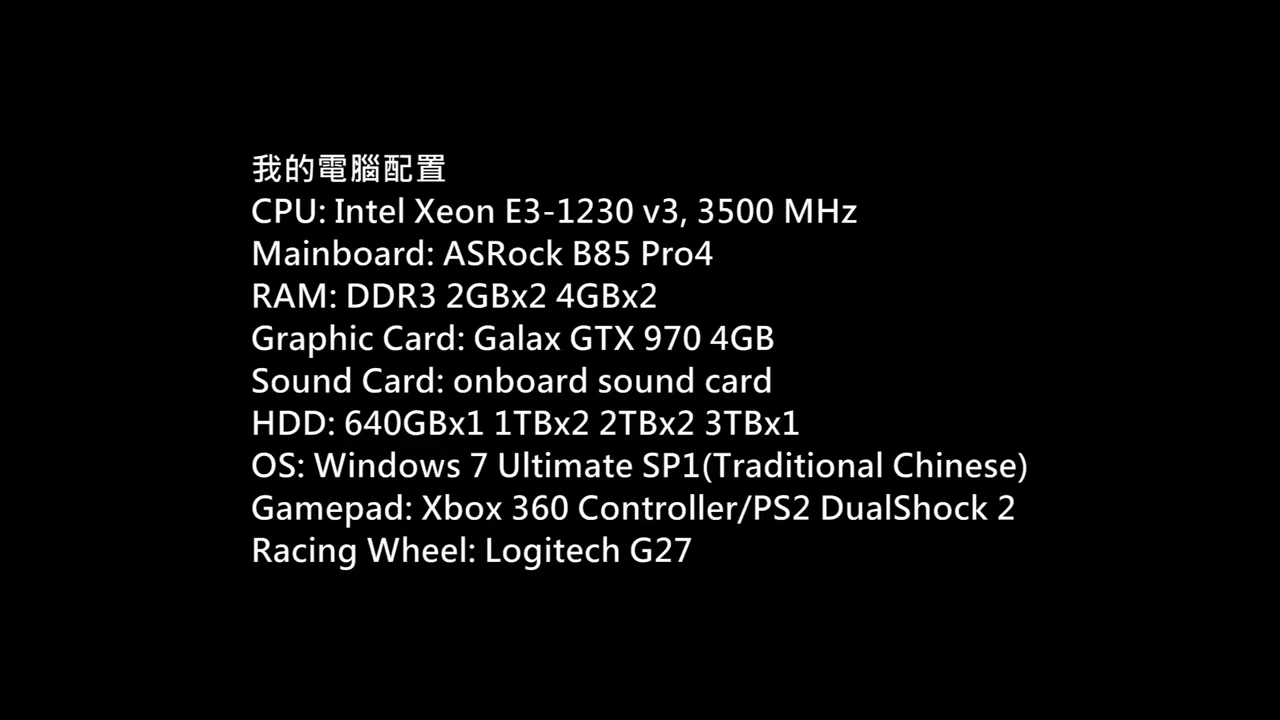 我的電腦配置
CPU: Intel Xeon E3-1230 v3, 3500 MHz
Mainboard: ASRock B85 Pro4
RAM: DDR3 2GBx2 4GBx2
Graphic Card: Galax GTX 970 4GB
Sound Card: onboard sound card
HDD: 640GBx1 1TBx2 2TBx2 3TBx1
OS: Windows 7 Ultimate SP1(Traditional Chinese)
Gamepad: Xbox 360 Controller/PS2 DualShock 2
Racing Wheel: Logitech G27